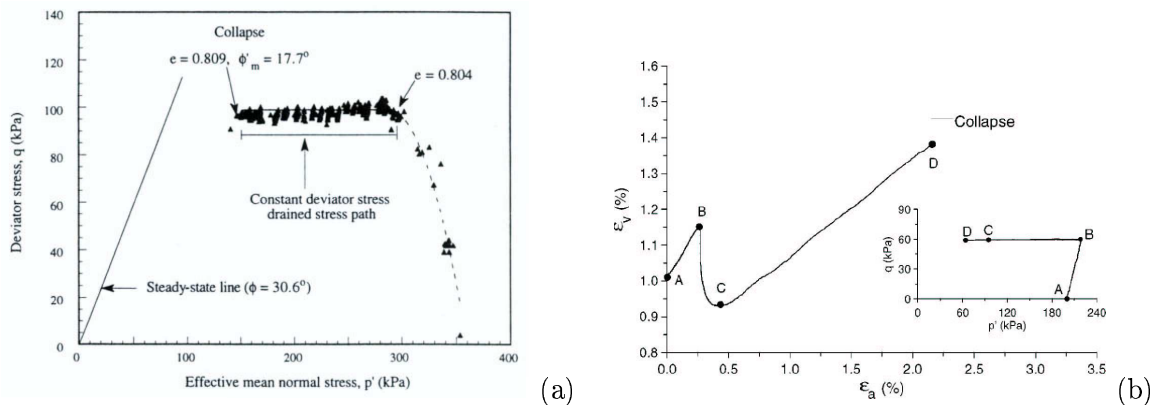 140
120
100
80
60
40
20
0
Deviator stress, q (kPa)
Collapse
e = 0.809, ϕ'm = 17.7°
e = 0.804
Constant deviator stress
drained stress path
Steady-state line (ϕ = 30.6°)
0 100 200 300 400
Effective mean normal stress, p' (kPa)
(a)
1.6
1.5
1.4
1.3
1.2
1.1
1.0
0.9
0.8
εv (%)
Collapse
A
B
C
D
90
60
30
0
q (kPa)
D C B
A
0 60 120 180 240
p' (kPa)
0.0 0.5 1.0 1.5 2.0 2.5 3.0 3.5
εa (%)
(b)